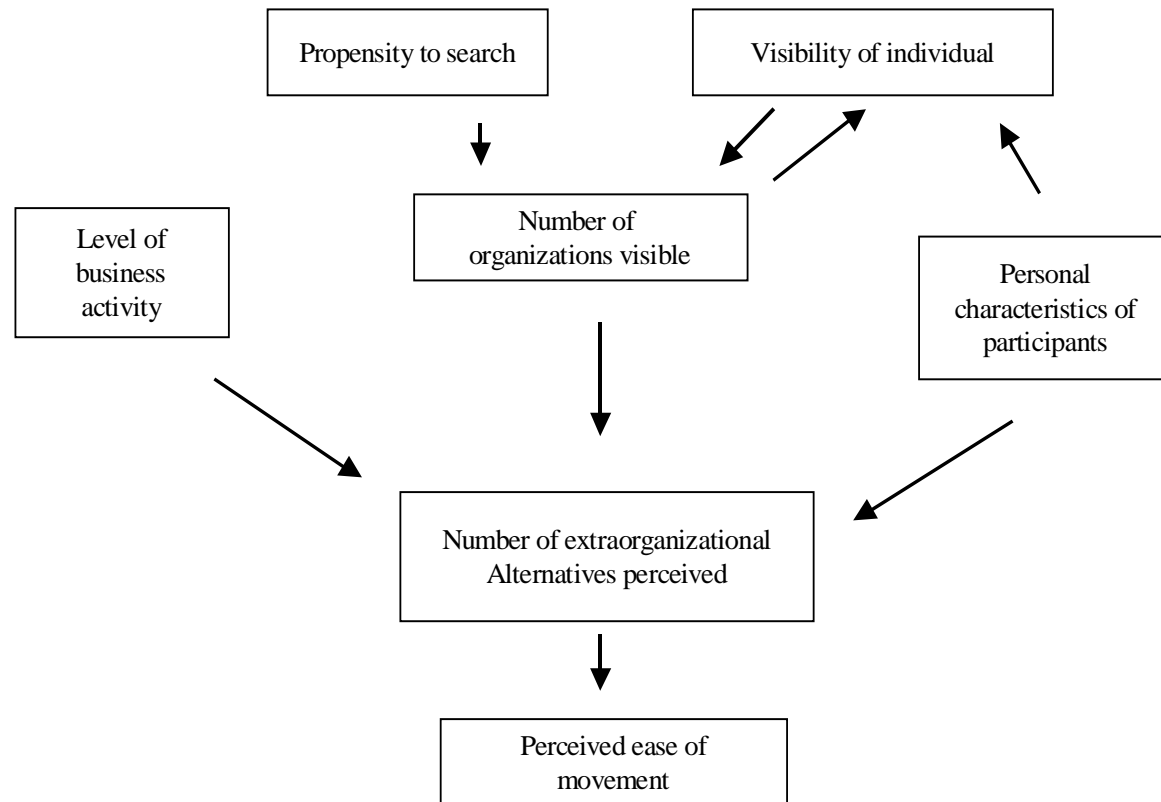 Propensity to search
Visibility of individual
Number of
organizations visible
Level of
business
activity
Personal
characteristics of
participants
Number of extraorganizational
Alternatives perceived
Perceived ease of
movement